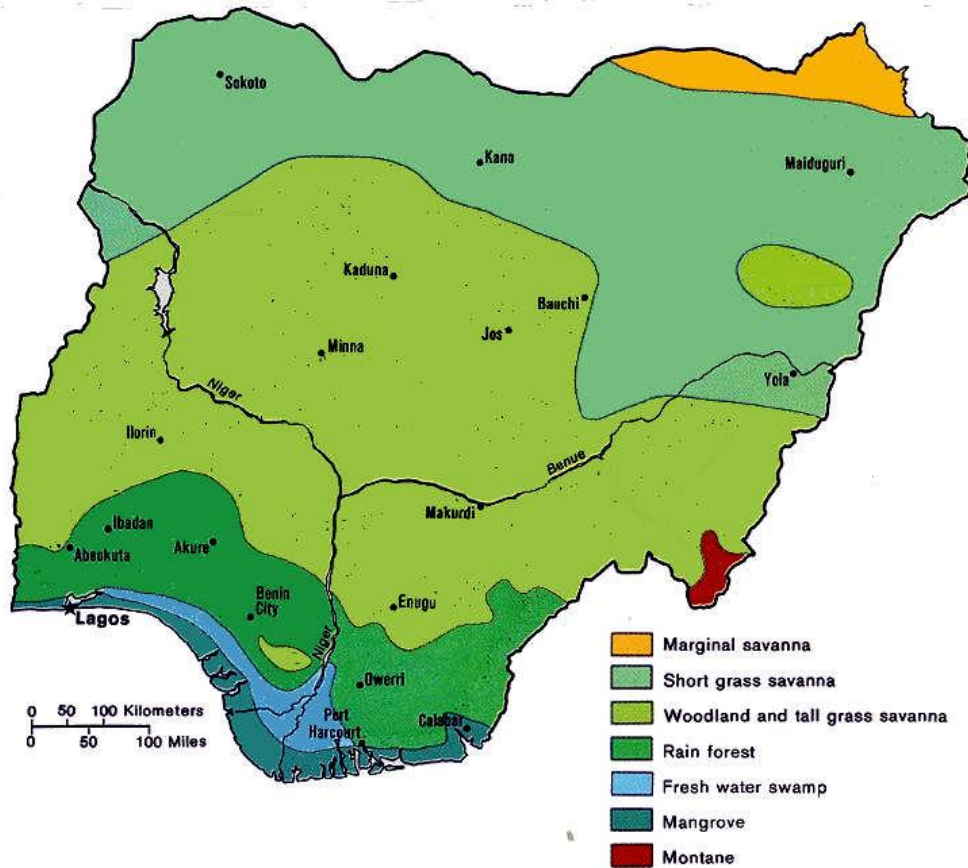 Sokoto
Kano
Maiduguri
Kaduna
Bauchi
Jos
Minna
Yola
Niger
Ilorin
Benue
Makurdi
Ibadan
Abeokuta
Akure
Benin
City
Enugu
Lagos
Niger
Owerri
Port
Harcourt
Calabar
0 50 100 Kilometers
0 50 100 Miles
Marginal savanna
Short grass savanna
Woodland and tall grass savanna
Rain forest
Fresh water swamp
Mangrove
Montane